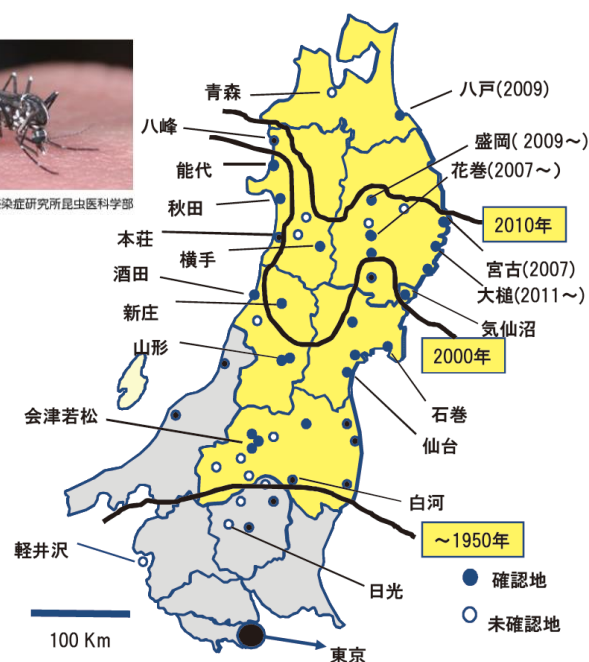 染症研究所昆虫医科学部
青森
八戸(2009)
八峰
盛岡(2009～)
能代
花巻(2007～)
秋田
2010年
本荘
横手
宮古(2007)
酒田
大槌(2011～)
新庄
気仙沼
山形
2000年
石巻
会津若松
仙台
白河
～1950年
軽井沢
確認地
日光
未確認地
100 Km
東京